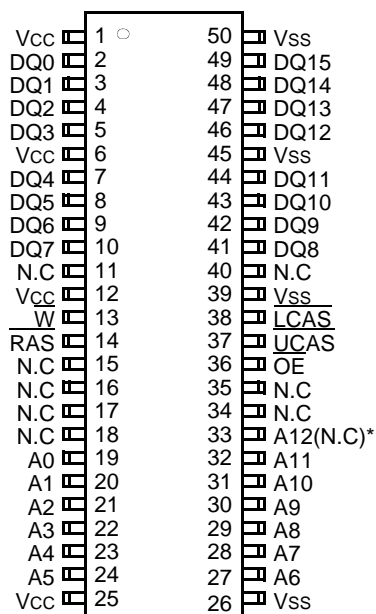 Vcc 1 50 Vss
DQ0 2 49 DQ15
DQ1 3 48 DQ14
DQ2 4 47 DQ13
DQ3 5 46 DQ12
Vcc 6 45 Vss
DQ4 7 44 DQ11
DQ5 8 43 DQ10
DQ6 9 42 DQ9
DQ7 10 41 DQ8
N.C 11 40 N.C
Vcc 12 39 Vss
W 13 38 LCAS
RAS 14 37 UCAS
N.C 15 36 OE
N.C 16 35 N.C
N.C 17 34 N.C
N.C 18 33 A12(N.C)*
A0 19 32 A11
A1 20 31 A10
A2 21 30 A9
A3 22 29 A8
A4 23 28 A7
A5 24 27 A6
Vcc 25 26 Vss